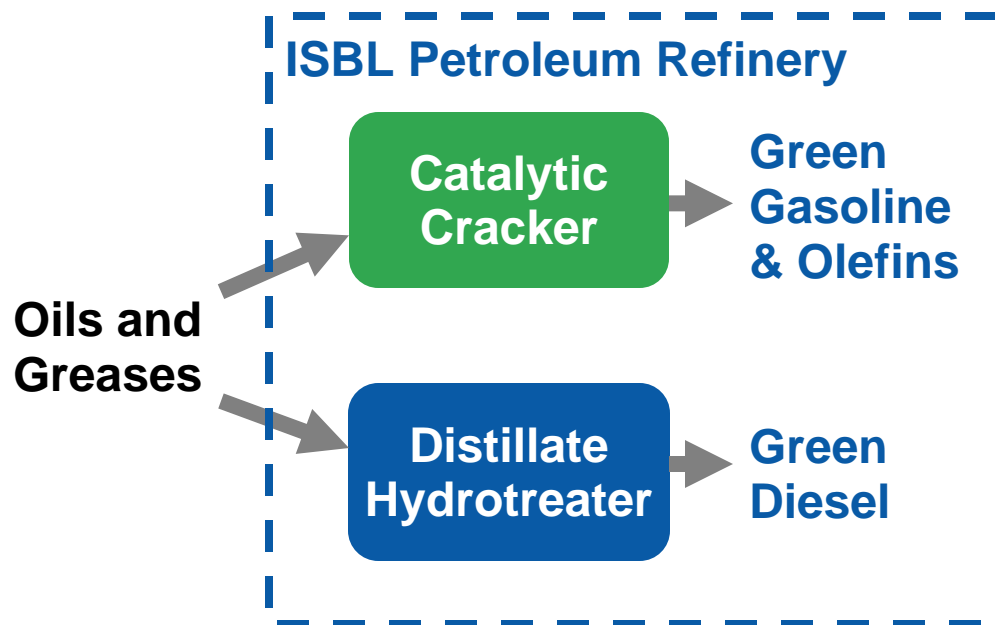 ISBL Petroleum Refinery
Catalytic
Cracker
Green
Gasoline
& Olefins
Oils and
Greases
Distillate
Hydrotreater
Green
Diesel